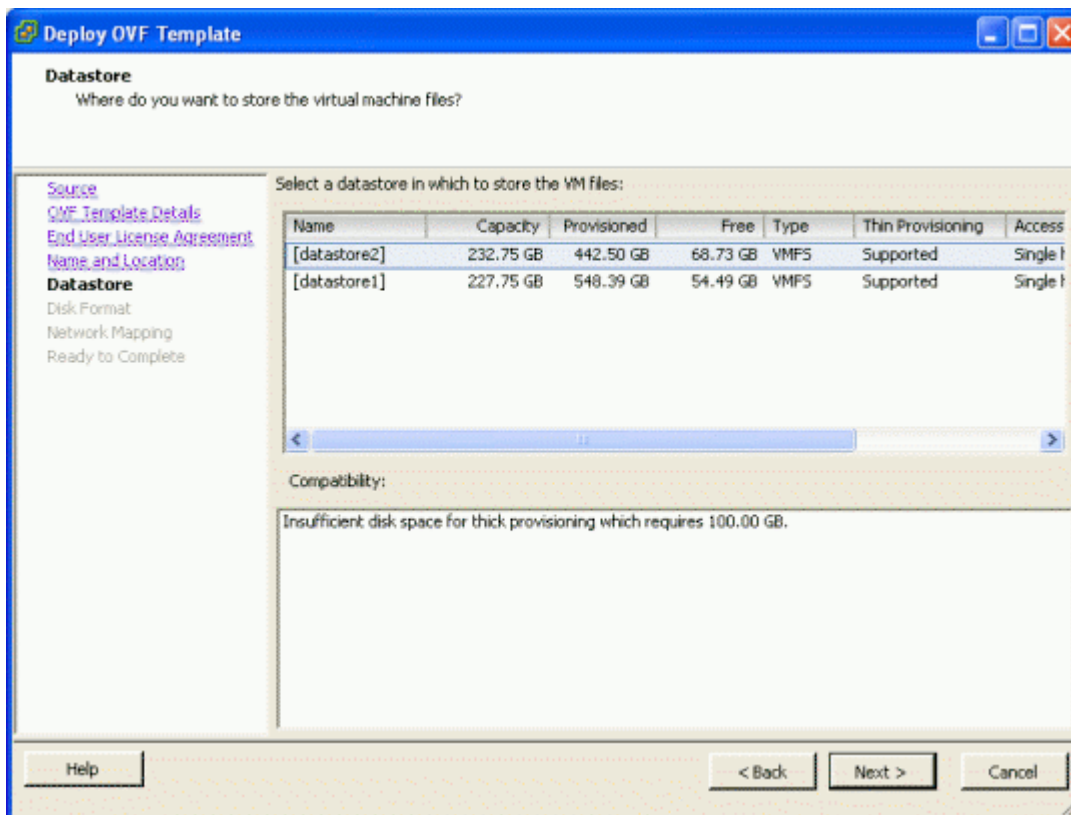 Deploy OVF Template
Datastore
Where do you want to store the virtual machine files?
Source
OVF Template Details
End User License Agreement
Name and Location
Datastore
Disk Format
Network Mapping
Ready to Complete
Select a datastore in which to store the VM files:
Name Capacity Provisioned Free Type Thin Provisioning Access
[datastore2] 232.75 GB 442.50 GB 68.73 GB VMFS Supported Single h
[datastore1] 227.75 GB 548.39 GB 54.49 GB VMFS Supported Single h
Compatibility:
Insufficient disk space for thick provisioning which requires 100.00 GB.
Help < Back Next > Cancel